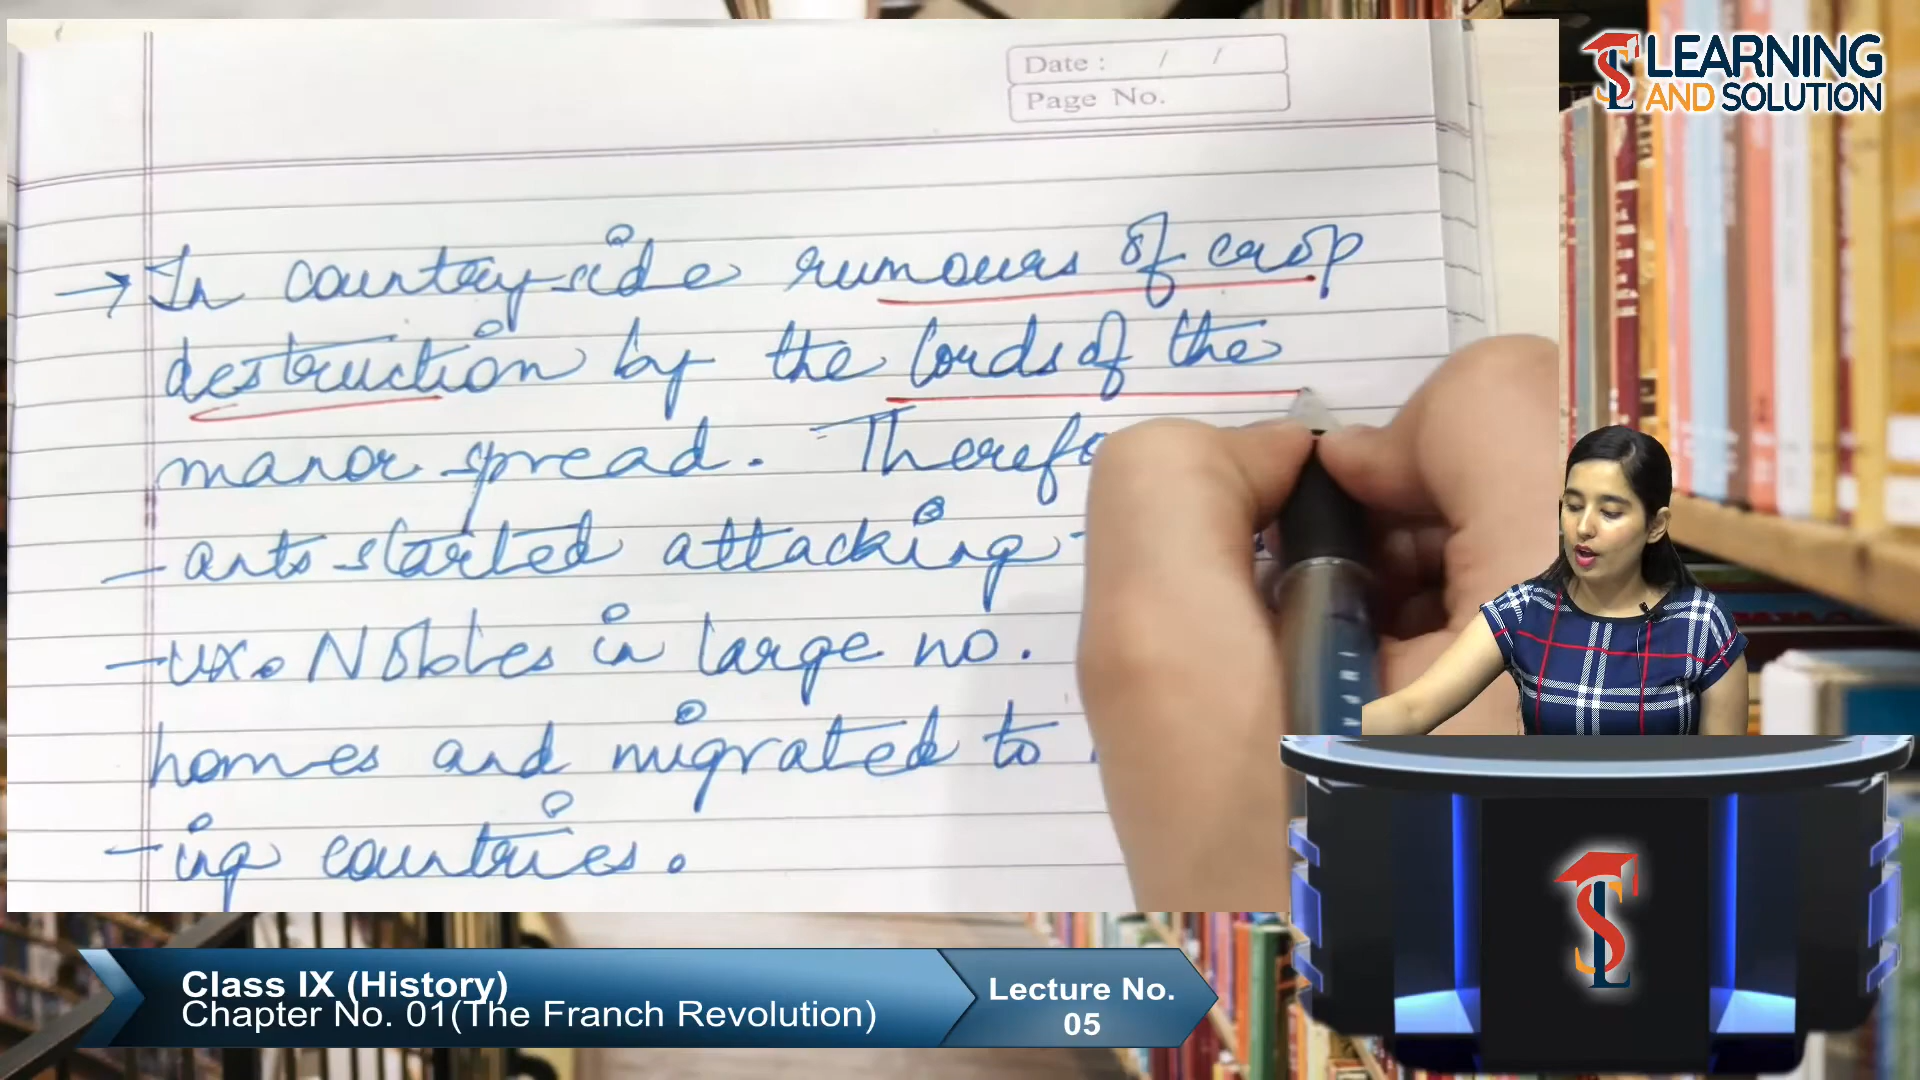 Date : / /
Page No.
LEARNING
AND SOLUTION
→ In countryside rumours of crop
destruction by the lords of the
manor spread. Therefo
-ants started attacking
-ux. Nobles in large no.
homes and migrated to
-ing countries.
IMPA
Class IX (History)
Chapter No. 01(The Franch Revolution)
Lecture No.
05